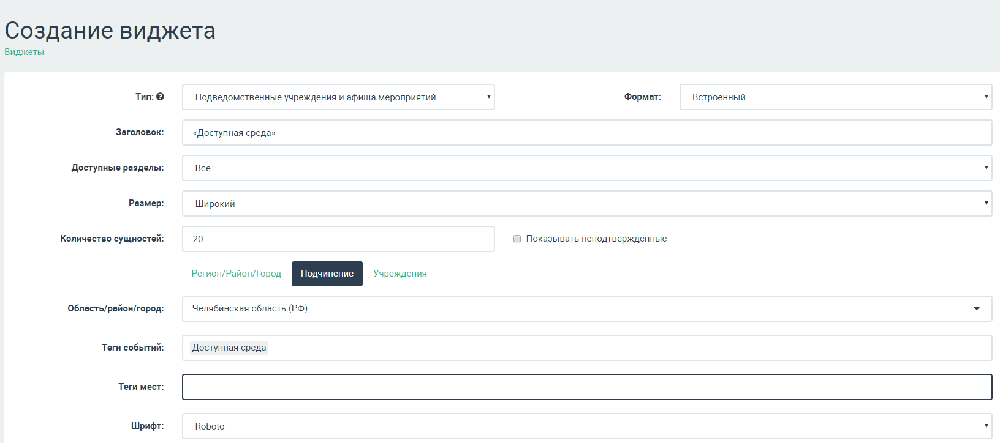 Создание виджета
Виджеты
Тип: Подведомственные учреждения и афиша мероприятий Формат: Встроенный
Заголовок: «Доступная среда»
Доступные разделы: Все
Размер: Широкий
Количество сущностей: 20 Показывать неподтвержденные
Регион/Район/Город Подчинение Учреждения
Область/район/город: Челябинская область (РФ)
Теги событий: Доступная среда
Теги мест:
Шрифт: Roboto